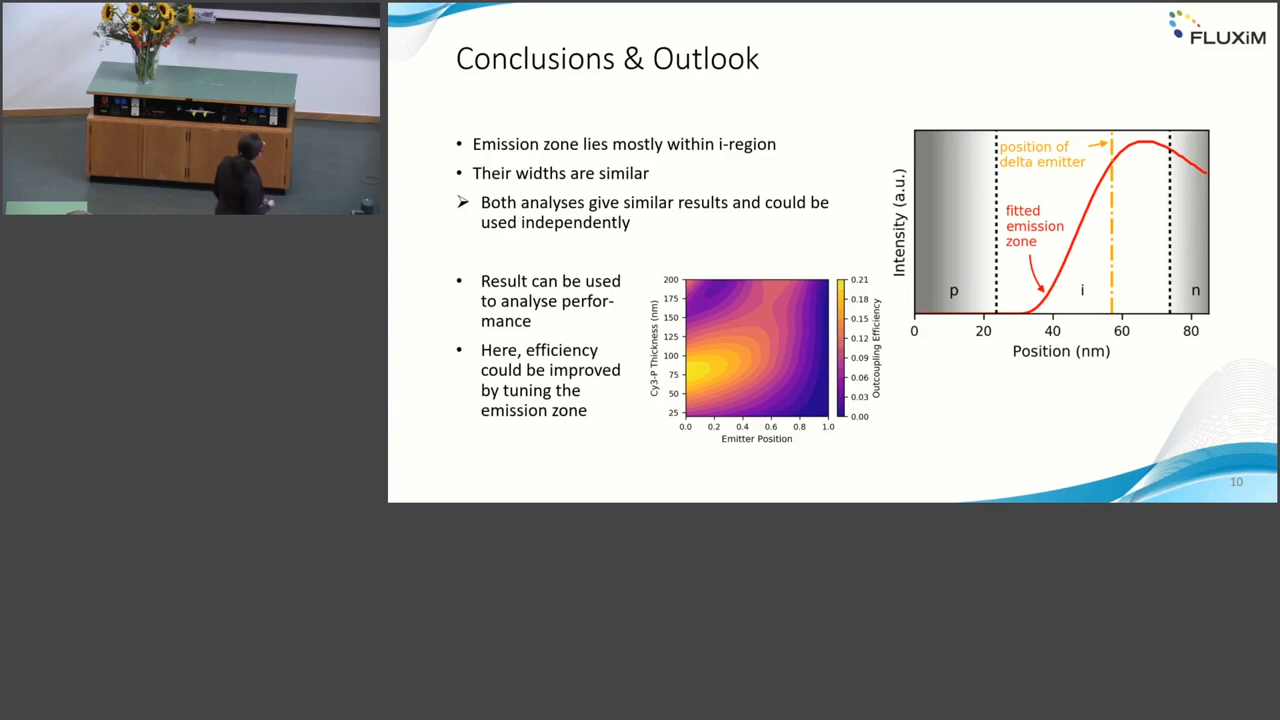 FLUXiM
Conclusions & Outlook
• Emission zone lies mostly within i-region
• Their widths are similar
➢ Both analyses give similar results and could be
used independently
• Result can be used
to analyse perfor-
mance
• Here, efficiency
could be improved
by tuning the
emission zone
Cy3-P Thickness (nm)
200
175
150
125
100
75
50
25
0.0 0.2 0.4 0.6 0.8 1.0
Emitter Position
0.21
0.18
0.15
0.12
0.09
0.06
0.03
0.00
Outcoupling Efficiency
Intensity (a.u.)
position of
delta emitter
fitted
emission
zone
p i n
0 20 40 60 80
Position (nm)
10